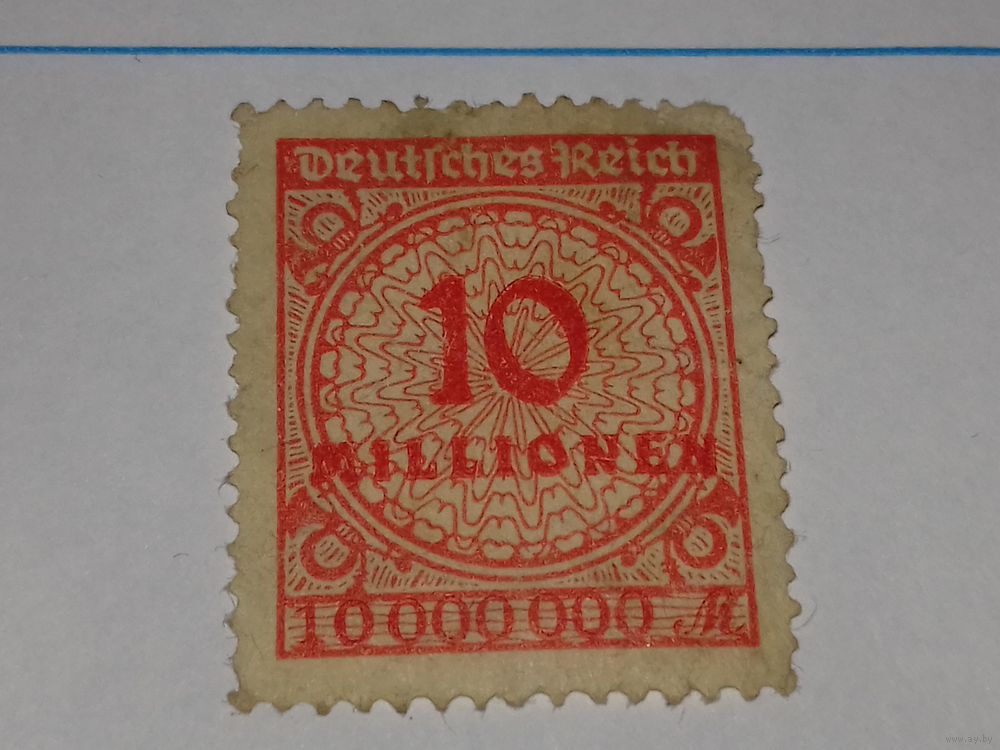 Deutsches Reich
10
MILLIONEN
10000000 M
www.ay.by